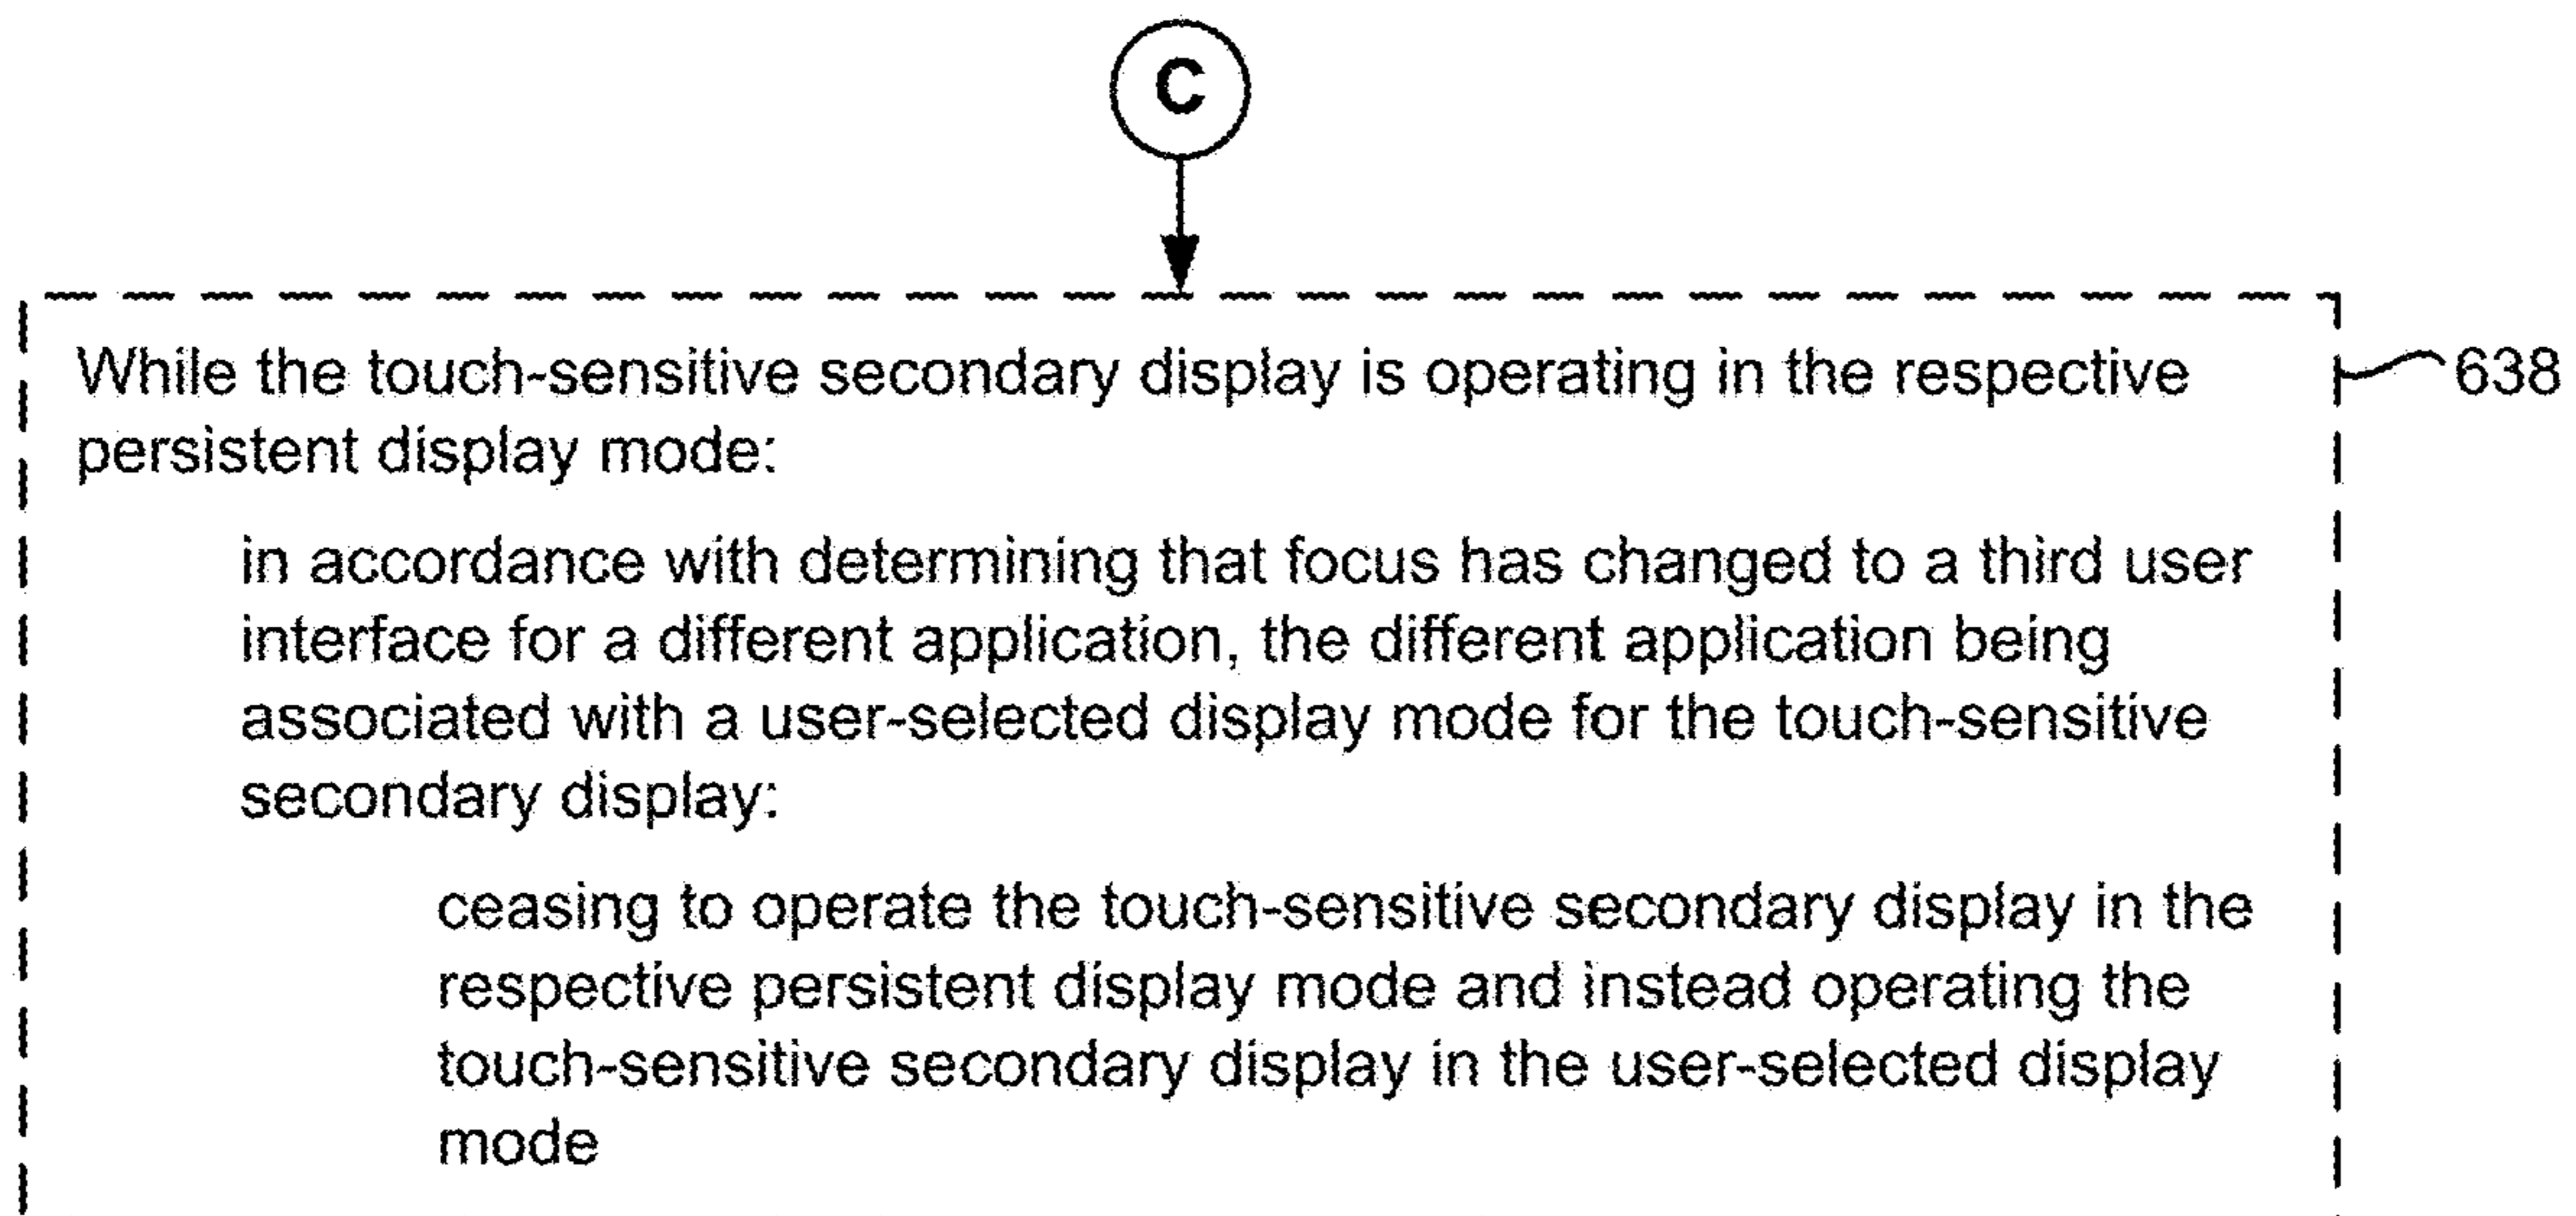 C
While the touch-sensitive secondary display is operating in the respective
638
persistent display mode:
in accordance with determining that focus has changed to a third user
interface for a different application, the different application being
associated with a user-selected display mode for the touch-sensitive
secondary display:
ceasing to operate the touch-sensitive secondary display in the
respective persistent display mode and instead operating the
touch-sensitive secondary display in the user-selected display
mode